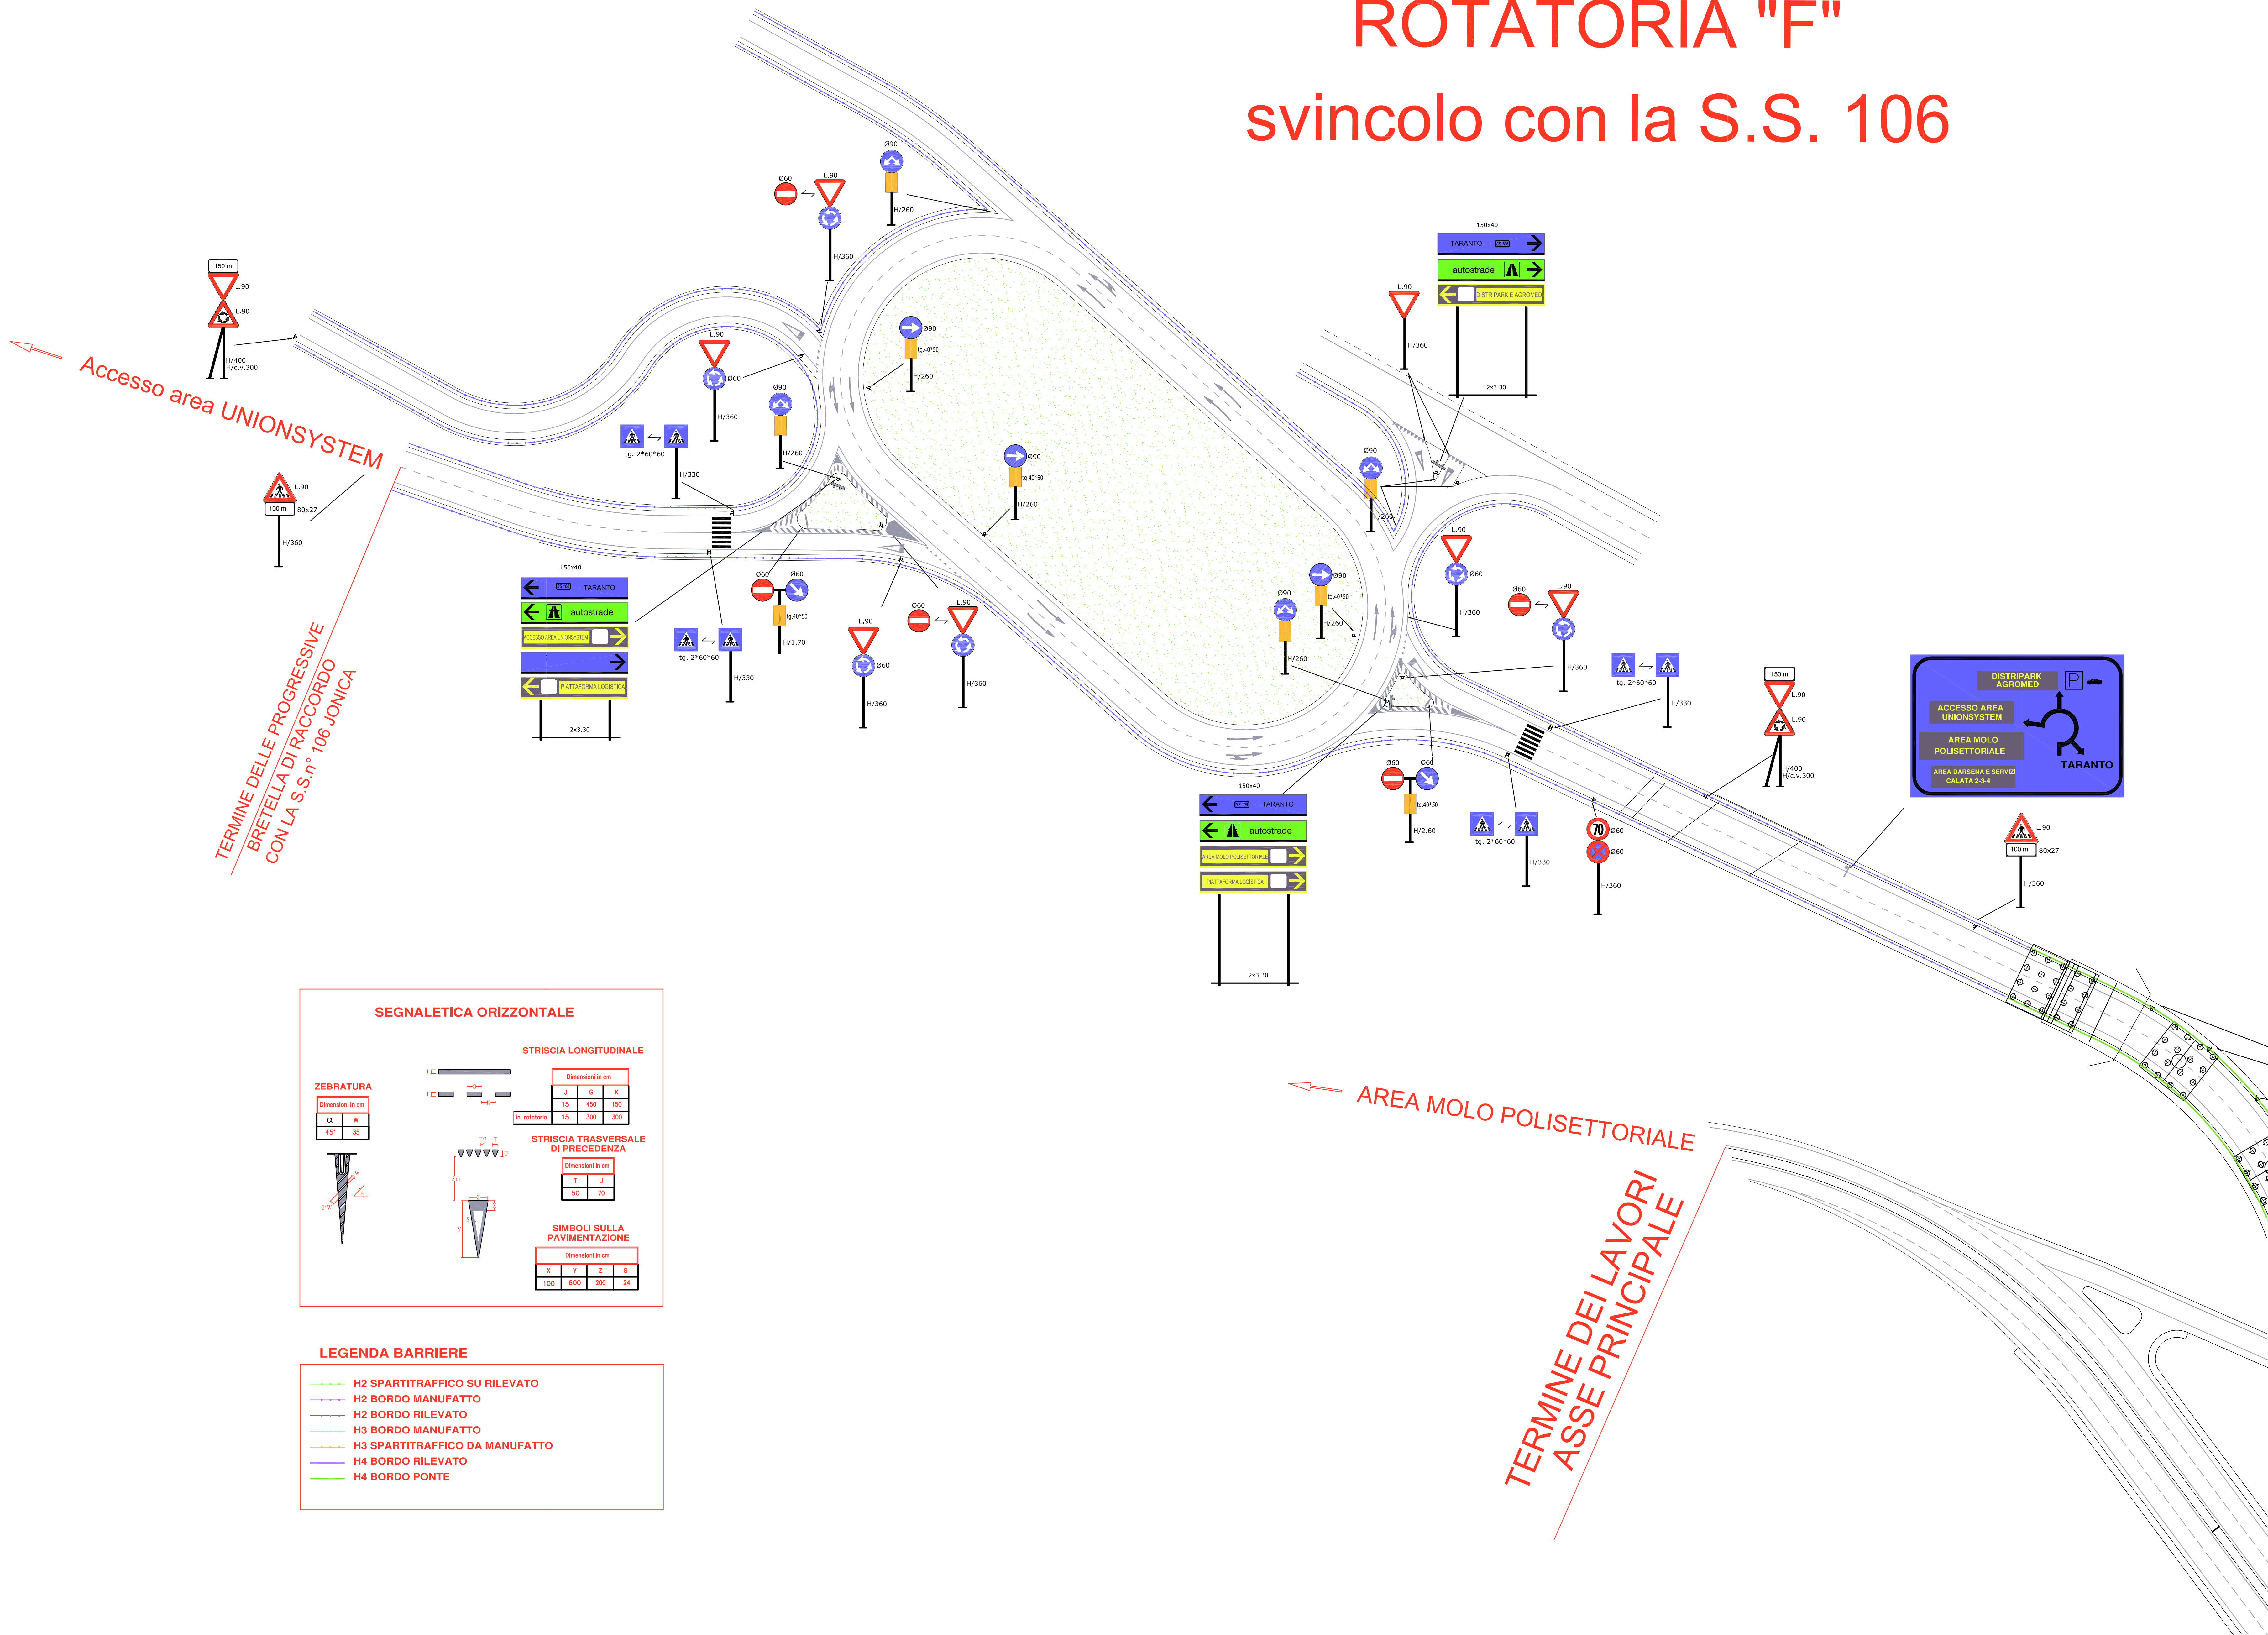 ROTATORIA "F"
svincolo con la S.S. 106
Ø90
H/260
Ø60
L.90
H/360
150 m
L.90
L.90
H/400
H/c.v.300
Accesso area UNIONSYSTEM
L.90
100 m
80x27
H/360
TERMINE DELLE PROGRESSIVE
BRETELLA DI RACCORDO
CON LA S.S.n° 106 JONICA
L.90
Ø60
H/360
Ø90
H/260
tg. 2*60*60
H/330
Ø90
tg.40*50
H/260
Ø90
tg.40*50
H/260
150x40
TARANTO
autostrade
DISTRIPARK E AGROMED
2x3.30
L.90
H/360
Ø90
H/260
L.90
Ø60
H/360
Ø60
L.90
H/360
Ø90
tg.40*50
H/260
Ø90
H/260
150x40
TARANTO
autostrade
ACCESSO AREA UNIONSYSTEM
PIATTAFORMA LOGISTICA
2x3.30
tg. 2*60*60
H/330
Ø60
Ø60
tg.40*50
H/1.70
L.90
Ø60
H/360
Ø60
L.90
H/360
tg. 2*60*60
H/330
150 m
L.90
L.90
H/400
H/c.v.300
DISTRIPARK
AGROMED
P
ACCESSO AREA
UNIONSYSTEM
AREA MOLO
POLISETTORIALE
AREA DARSENA E SERVIZI
CALATA 2-3-4
TARANTO
L.90
100 m
80x27
H/360
150x40
TARANTO
autostrade
AREA MOLO POLISETTORIALE
PIATTAFORMA LOGISTICA
2x3.30
Ø60
Ø60
tg.40*50
H/2,60
tg. 2*60*60
H/330
70
Ø60
Ø60
H/360
AREA MOLO POLISETTORIALE
TERMINE DEI LAVORI
ASSE PRINCIPALE
SEGNALETICA ORIZZONTALE
STRISCIA LONGITUDINALE
Dimensioni in cm
J G K
15 450 150
in rotatoria 15 300 300
ZEBRATURA
Dimensioni in cm
α W
45° 35
STRISCIA TRASVERSALE
DI PRECEDENZA
Dimensioni in cm
T U
50 70
SIMBOLI SULLA
PAVIMENTAZIONE
Dimensioni in cm
X Y Z S
100 600 200 24
LEGENDA BARRIERE
H2 SPARTITRAFFICO SU RILEVATO
H2 BORDO MANUFATTO
H2 BORDO RILEVATO
H3 BORDO MANUFATTO
H3 SPARTITRAFFICO DA MANUFATTO
H4 BORDO RILEVATO
H4 BORDO PONTE